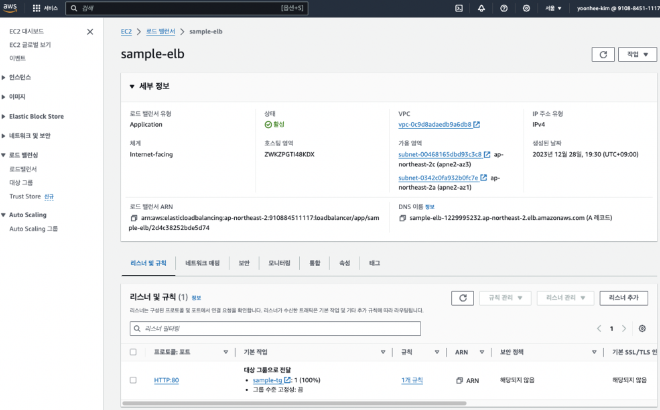 aws
서비스
검색
[옵션+S]
서울
yoonhee-kim @ 9108-8451-1117
EC2 대시보드
EC2 글로벌 보기
이벤트
인스턴스
이미지
Elastic Block Store
네트워크 및 보안
로드 밸런싱
로드밸런서
대상 그룹
Trust Store 신규
Auto Scaling
Auto Scaling 그룹
EC2 > 로드 밸런서 > sample-elb
sample-elb
작업
세부 정보
로드 밸런서 유형
Application
상태
활성
VPC
vpc-0c9d8adaedb9a6db8
IP 주소 유형
IPv4
체계
Internet-facing
호스팅 영역
ZWKZPGTI48KDX
가용 영역
subnet-00468165dbd93c3c8 ap-northeast-2c (apne2-az3)
subnet-0342c0fa932b0fc7e ap-northeast-2a (apne2-az1)
생성된 날짜
2023년 12월 28일, 19:30 (UTC+09:00)
로드 밸런서 ARN
arn:aws:elasticloadbalancing:ap-northeast-2:910884511117:loadbalancer/app/sam
ple-elb/2d4c38252bde5d74
DNS 이름 정보
sample-elb-1229995232.ap-northeast-2.elb.amazonaws.com (A 레코드)
리스너 및 규칙
네트워크 매핑
보안
모니터링
통합
속성
태그
리스너 및 규칙 (1) 정보
규칙 관리
리스너 관리
리스너 추가
리스너는 구성한 프로토콜 및 포트에서 연결 요청을 확인합니다. 리스너가 수신한 트래픽은 기본 작업 및 기타 추가 규칙에 따라 라우팅됩니다.
리스너 필터링
1
프로토콜: 포트
기본 작업
규칙
ARN
보안 정책
기본 SSL/TLS 인
HTTP:80
대상 그룹으로 전달
• sample-tg : 1 (100%)
• 그룹 수준 고정성: 끔
1개 규칙
ARN
해당되지 않음
해당되지 않음